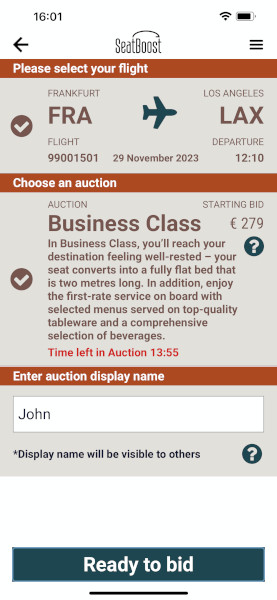 16:01
SeatBoost
Please select your flight
FRANKFURT LOS ANGELES
FRA LAX
FLIGHT DEPARTURE
99001501 29 November 2023 12:10
Choose an auction
AUCTION STARTING BID
Business Class € 279
In Business Class, you'll reach your
destination feeling well-rested – your
seat converts into a fully flat bed that
is two metres long. In addition, enjoy
the first-rate service on board with
selected menus served on top-quality
tableware and a comprehensive
selection of beverages.
?
Time left in Auction 13:55
Enter auction display name
John
*Display name will be visible to others ?
Ready to bid